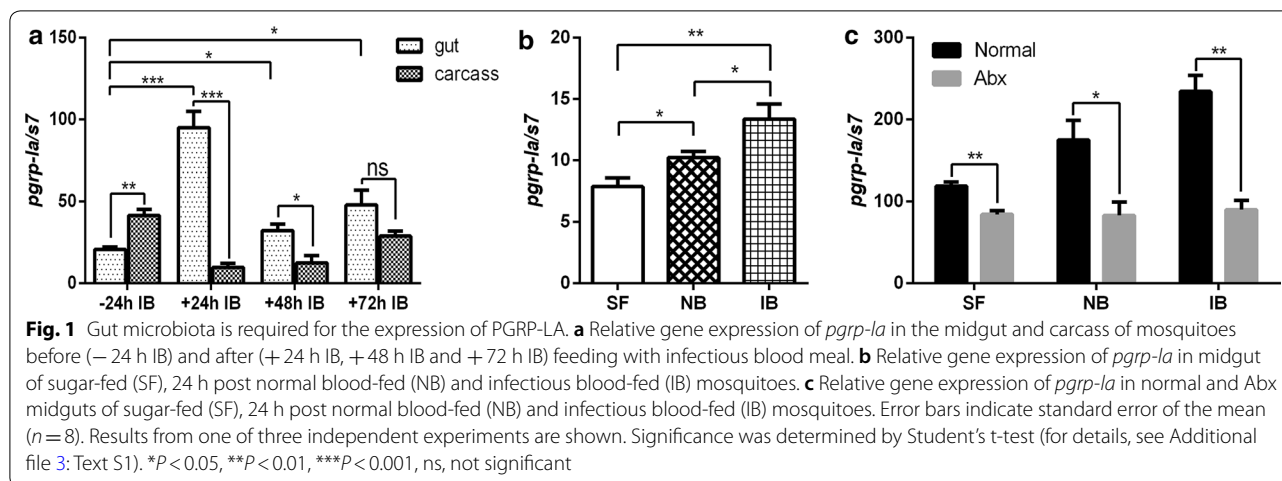 a
150
100
50
0
pgrp-la/s7
*
*
***
***
**
*
ns
gut
carcass
-24h IB +24h IB +48h IB +72h IB
b
20
15
10
5
0
pgrp-la/s7
**
*
*
SF NB IB
c
300
200
100
0
pgrp-la/s7
Normal
Abx
**
*
**
SF NB IB
Fig. 1 Gut microbiota is required for the expression of PGRP-LA. a Relative gene expression of pgrp-la in the midgut and carcass of mosquitoes
before (− 24 h IB) and after (+ 24 h IB, + 48 h IB and + 72 h IB) feeding with infectious blood meal. b Relative gene expression of pgrp-la in midgut
of sugar-fed (SF), 24 h post normal blood-fed (NB) and infectious blood-fed (IB) mosquitoes. c Relative gene expression of pgrp-la in normal and Abx
midguts of sugar-fed (SF), 24 h post normal blood-fed (NB) and infectious blood-fed (IB) mosquitoes. Error bars indicate standard error of the mean
(n = 8). Results from one of three independent experiments are shown. Significance was determined by Student's t-test (for details, see Additional
file 3: Text S1). *P < 0.05, **P < 0.01, ***P < 0.001, ns, not significant